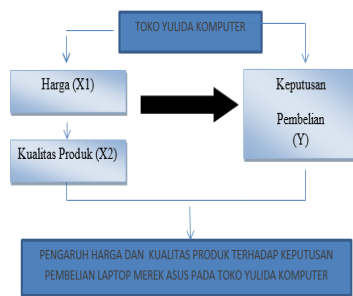 TOKO YULIDA KOMPUTER
Harga (X1)
Kualitas Produk (X2)
Keputusan
Pembelian
(Y)
PENGARUH HARGA DAN KUALITAS PRODUK TERHADAP KEPUTUSAN
PEMBELIAN LAPTOP MEREK ASUS PADA TOKO YULIDA KOMPUTER